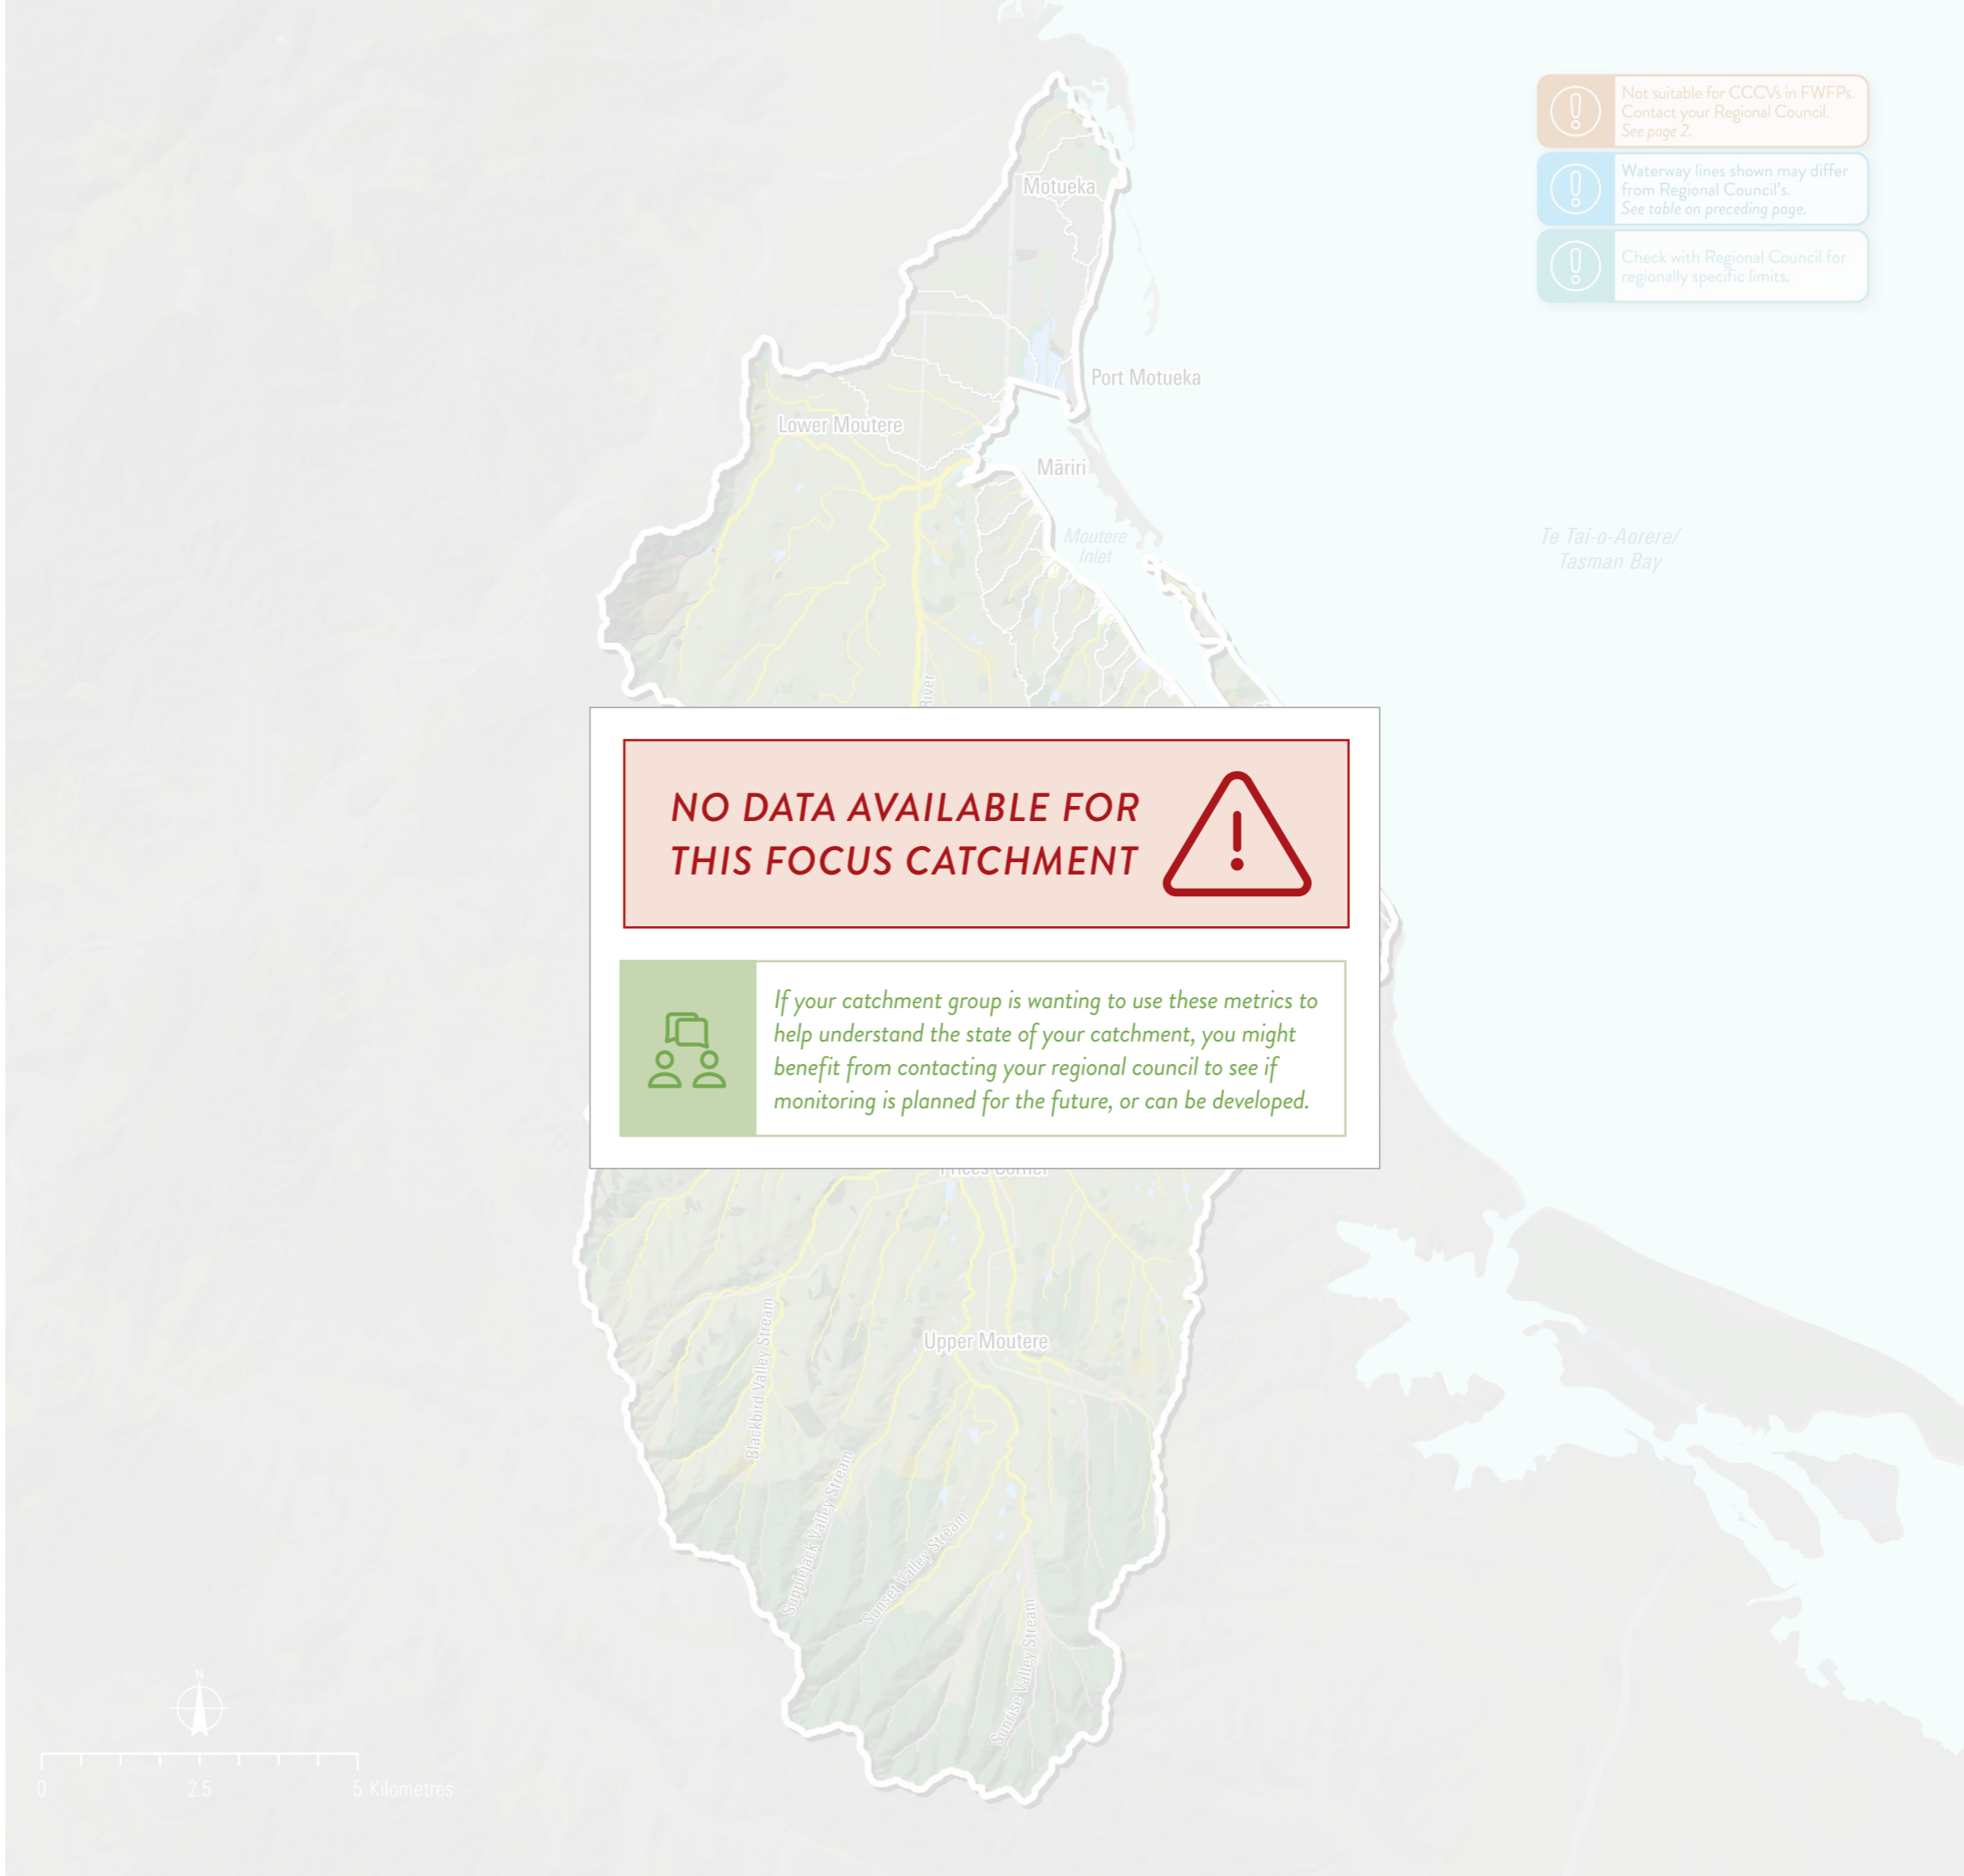 Not suitable for CCCVs in FWFPs.
Contact your Regional Council.
See page 2.
Waterway lines shown may differ
from Regional Council's.
See table on preceding page.
Check with Regional Council for
regionally specific limits.
Motueka
Port Motueka
Lower Moutere
Māriri
Moutere
Inlet
Te Tai-o-Aorere/
Tasman Bay
River
NO DATA AVAILABLE FOR
THIS FOCUS CATCHMENT
If your catchment group is wanting to use these metrics to
help understand the state of your catchment, you might
benefit from contacting your regional council to see if
monitoring is planned for the future, or can be developed.
Prices Corner
Upper Moutere
Blackbird Valley Stream
Supplejack Valley Stream
Sunset Valley Stream
Sunrise Valley Stream
N
0 2.5 5 Kilometres